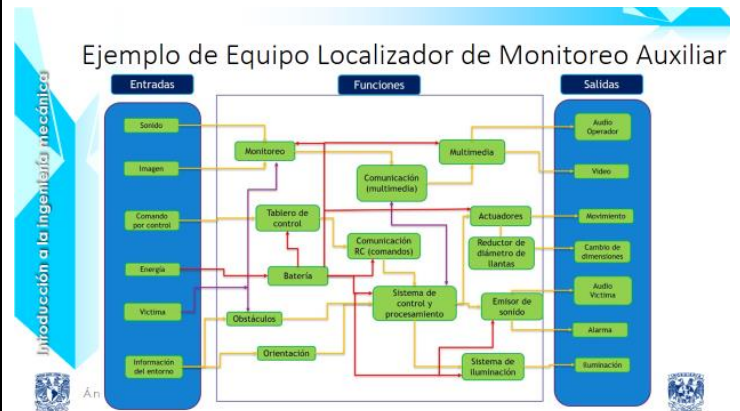 Ejemplo de Equipo Localizador de Monitoreo Auxiliar
Introducción a la ingeniería mecánica
Entradas
Funciones
Salidas
Sonido
Imagen
Comando
por control
Energía
Víctima
Información
del entorno
Monitoreo
Multimedia
Comunicación
(multimedia)
Tablero de
control
Actuadores
Comunicación
RC (comandos)
Reductor de
diámetro de
llantas
Batería
Sistema de
control y
procesamiento
Emisor de
sonido
Obstáculos
Orientación
Sistema de
iluminación
Audio
Operador
Video
Movimiento
Cambio de
dimensiones
Audio
Víctima
Alarma
Iluminación